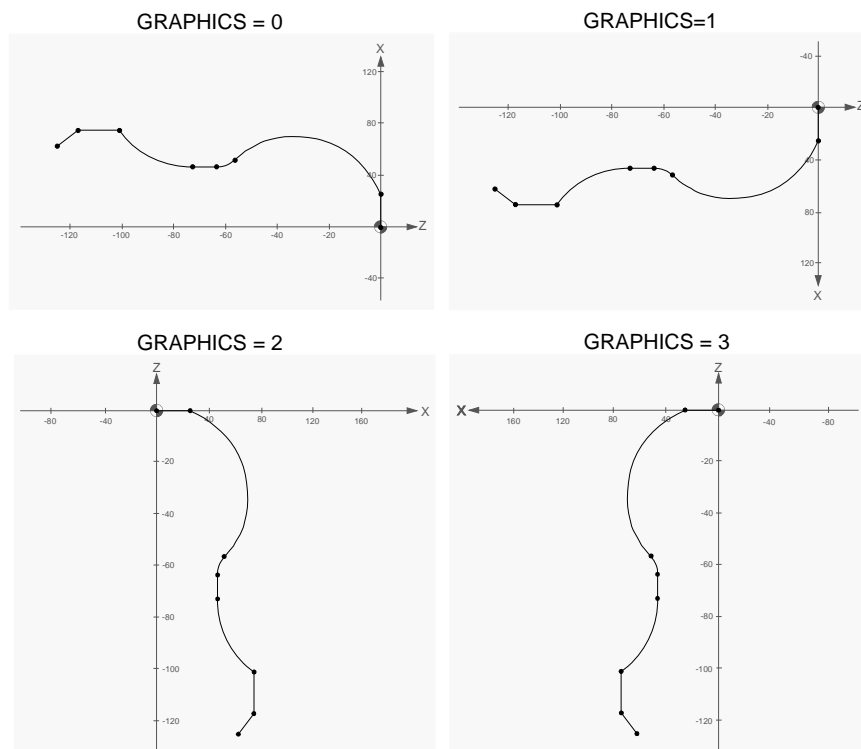 GRAPHICS = 0
X
120
80
40
-120 -100 -80 -60 -40 -20 Z
-40
GRAPHICS=1
-40
-120 -100 -80 -60 -40 -20 Z
40
80
120
X
GRAPHICS = 2
Z
-80 -40 40 80 120 160 X
-20
-40
-60
-80
-100
-120
GRAPHICS = 3
Z
X 160 120 80 40 -40 -80
-20
-40
-60
-80
-100
-120